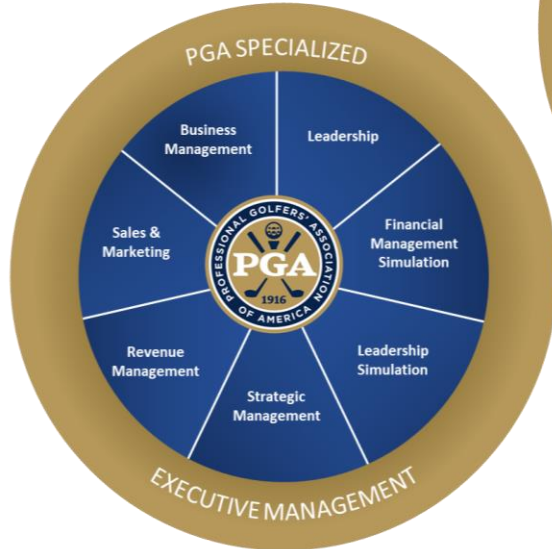 PGA SPECIALIZED
Business
Management
Leadership
Sales &
Marketing
Financial
Management
Simulation
PROFESSIONAL GOLFERS' ASSOCIATION
PGA
1916
OF AMERICA
Revenue
Management
Leadership
Simulation
Strategic
Management
EXECUTIVE MANAGEMENT